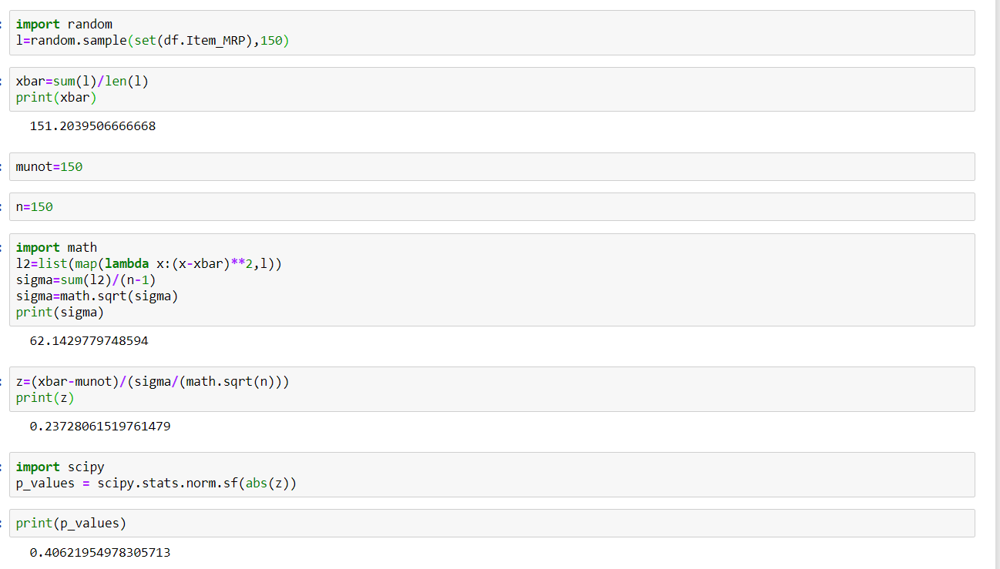 import random
l=random.sample(set(df.Item_MRP),150)
xbar=sum(l)/len(l)
print(xbar)
151.2039506666668
munot=150
n=150
import math
l2=list(map(lambda x:(x-xbar)**2,l))
sigma=sum(l2)/(n-1)
sigma=math.sqrt(sigma)
print(sigma)
62.1429779748594
z=(xbar-munot)/(sigma/(math.sqrt(n)))
print(z)
0.23728061519761479
import scipy
p_values = scipy.stats.norm.sf(abs(z))
print(p_values)
0.40621954978305713